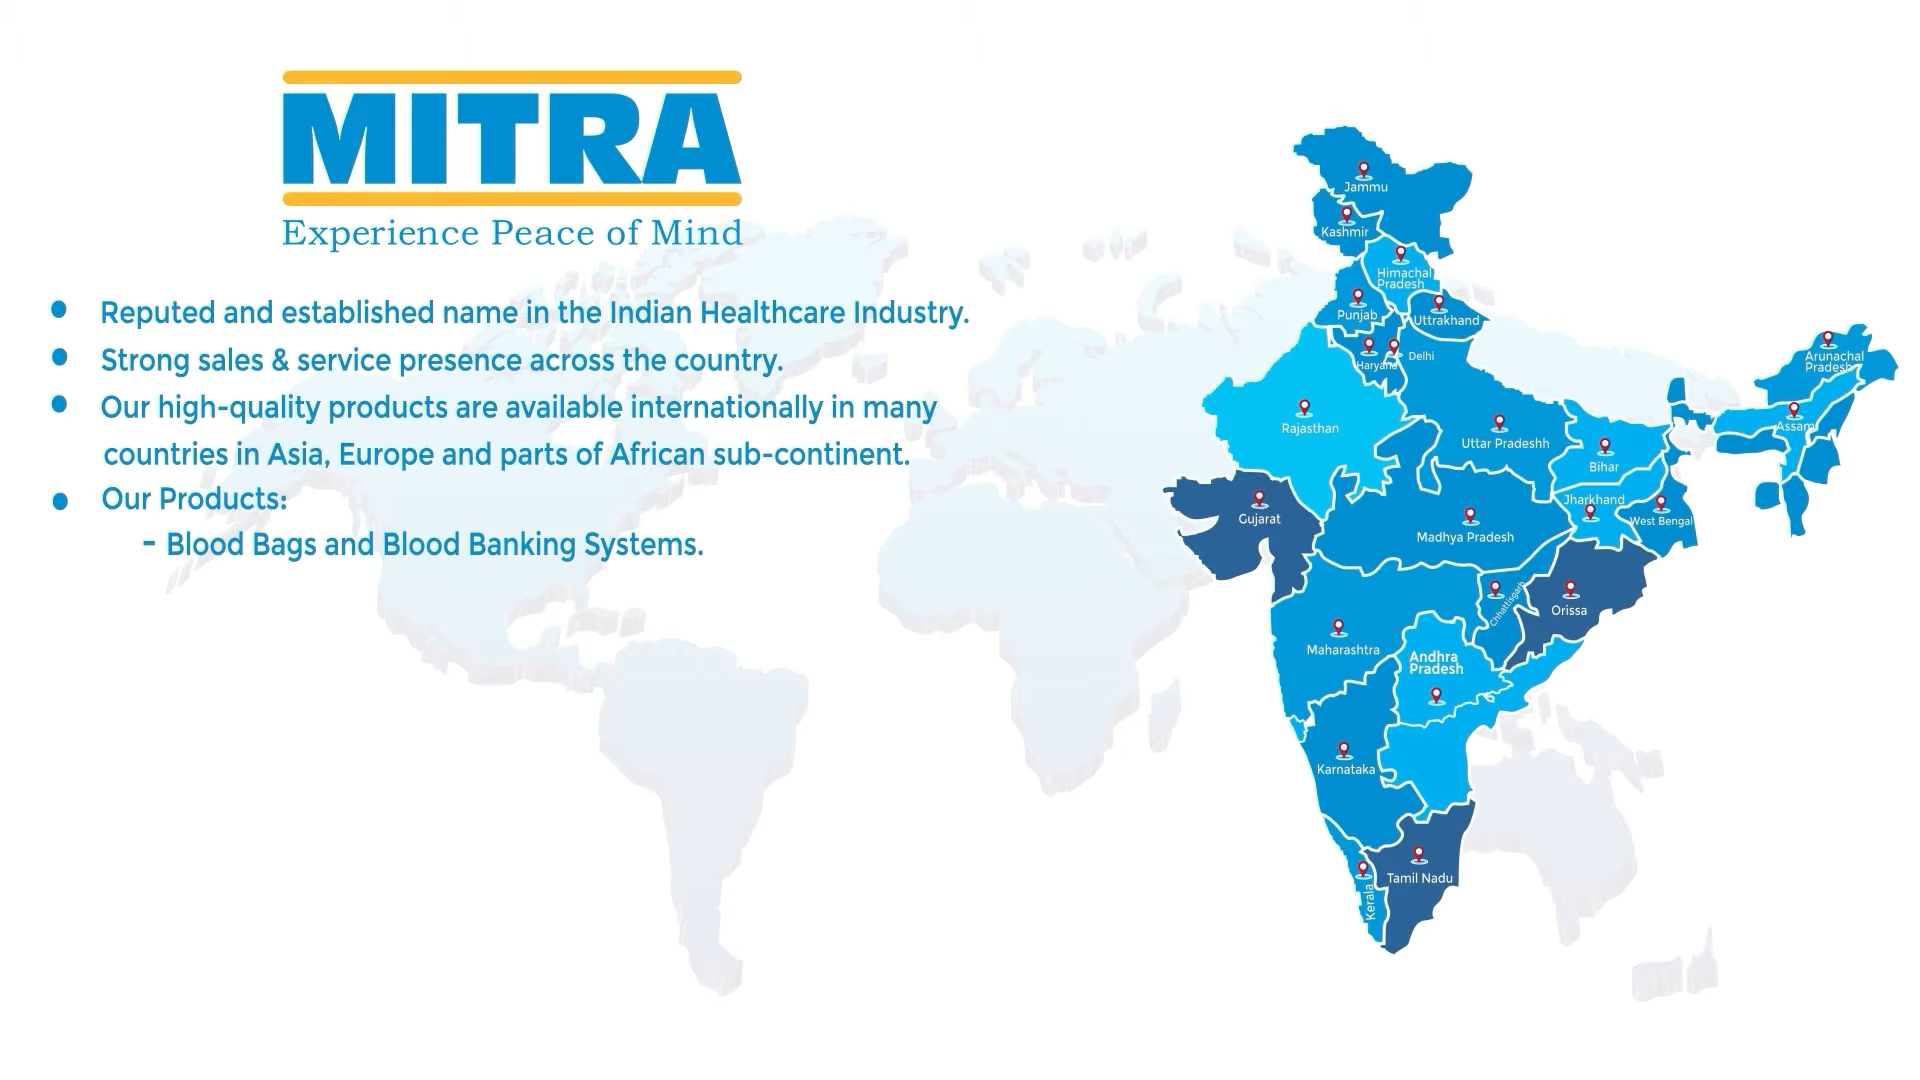 MITRA
Experience Peace of Mind
• Reputed and established name in the Indian Healthcare Industry.
• Strong sales & service presence across the country.
• Our high-quality products are available internationally in many
countries in Asia, Europe and parts of African sub-continent.
• Our Products:
- Blood Bags and Blood Banking Systems.
Jammu
Kashmir
Himachal
Pradesh
Punjab
Uttrakhand
Haryana
Delhi
Arunachal
Pradesh
Rajasthan
Uttar Pradeshh
Assam
Bihar
Jharkhand
Gujarat
West Bengal
Madhya Pradesh
Chhattisgarh
Orissa
Maharashtra
Andhra
Pradesh
Karnataka
Kerala
Tamil Nadu